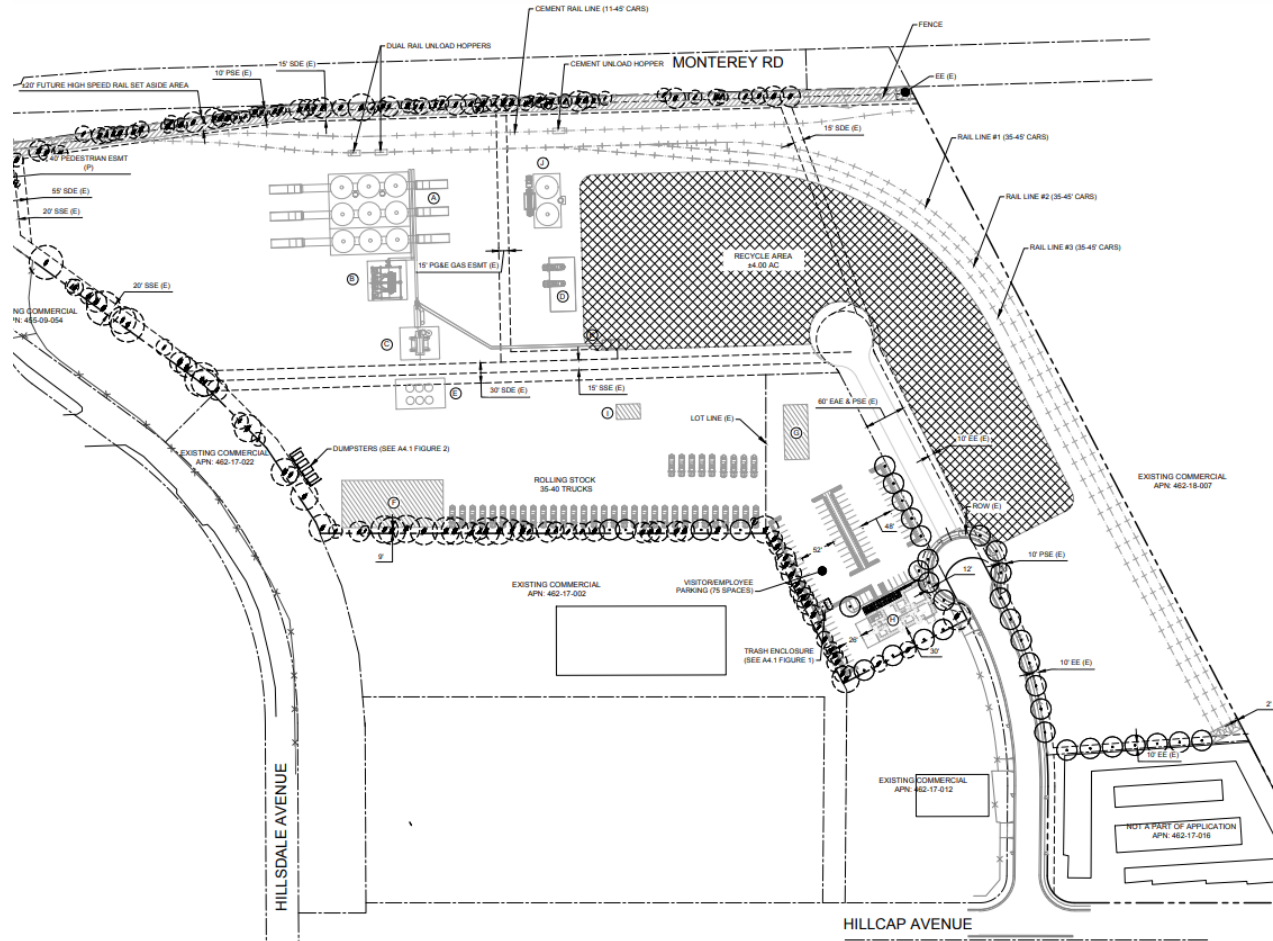 CEMENT RAIL LINE (11-45' CARS)
FENCE
DUAL RAIL UNLOAD HOPPERS
15' SDE (E)
CEMENT UNLOAD HOPPER
MONTEREY RD
10' PSE (E)
±20' FUTURE HIGH SPEED RAIL SET ASIDE AREA
EE (E)
15' SDE (E)
RAIL LINE #1 (35-45' CARS)
40' PEDESTRIAN ESMT
(P)
J
55' SDE (E)
A
RAIL LINE #2 (35-45' CARS)
20' SSE (E)
RAIL LINE #3 (35-45' CARS)
RECYCLE AREA
±4.00 AC
15' PG&E GAS ESMT (E)
B
20' SSE (E)
D
NG COMMERCIAL
PN: 455-09-054
C
E
30' SDE (E)
15' SSE (E)
60' EAE & PSE (E)
I
LOT LINE (E)
G
10' EE (E)
DUMPSTERS (SEE A4.1 FIGURE 2)
EXISTING COMMERCIAL
APN: 462-17-022
EXISTING COMMERCIAL
APN: 462-18-007
ROLLING STOCK
35-40 TRUCKS
F
ROW (E)
48'
52'
9'
10' PSE (E)
12'
EXISTING COMMERCIAL
APN: 462-17-002
VISITOR/EMPLOYEE
PARKING (75 SPACES)
H
26'
30'
TRASH ENCLOSURE
(SEE A4.1 FIGURE 1)
10' EE (E)
2'
10' EE (E)
EXISTING COMMERCIAL
APN: 462-17-012
HILLSDALE AVENUE
NOT A PART OF APPLICATION
APN: 462-17-016
HILLCAP AVENUE